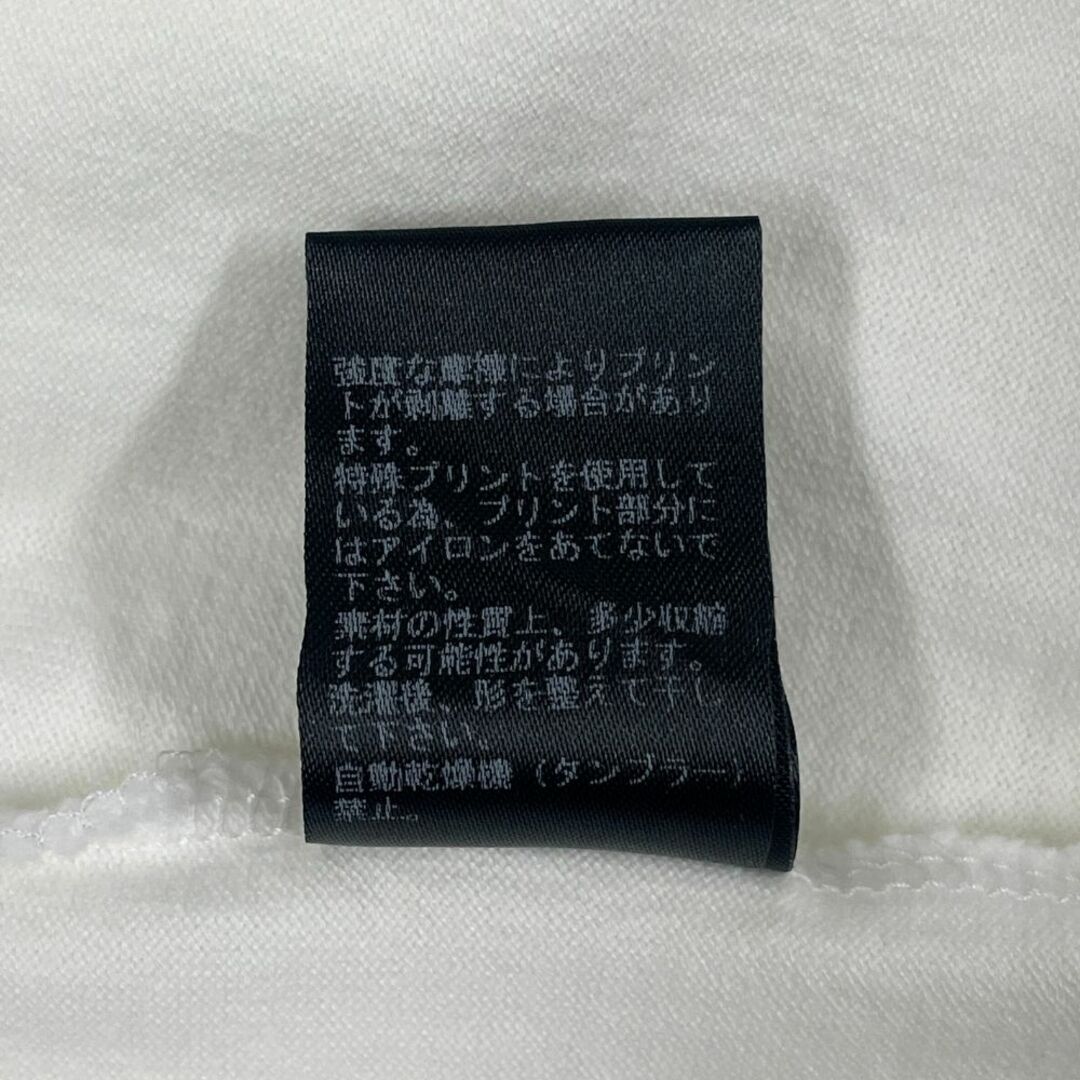 強度な摩擦によりプリン
トが剥離する場合があり
ます。
特殊プリントを使用して
いる為、プリント部分に
はアイロンをあてないで
下さい。
素材の性質上、多少収縮
する可能性があります。
洗濯後、形を整えて干し
て下さい。
自動乾燥機（タンブラー）
禁止。